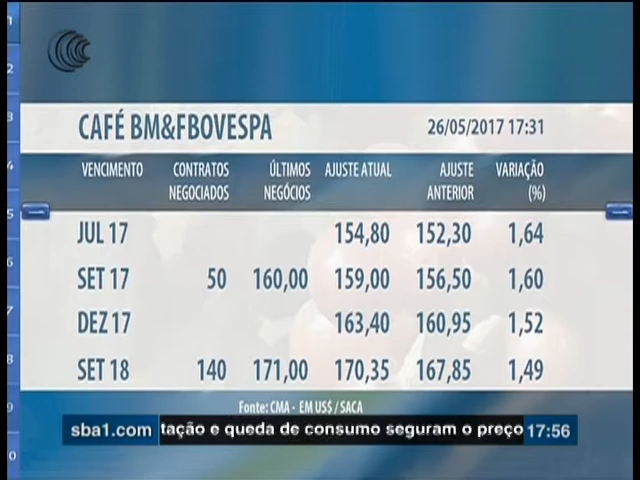 CAFÉ BM&FBOVESPA 26/05/2017 17:31
VENCIMENTO CONTRATOS NEGOCIADOS ÚLTIMOS NEGÓCIOS AJUSTE ATUAL AJUSTE ANTERIOR VARIAÇÃO (%)
JUL 17 154,80 152,30 1,64
SET 17 50 160,00 159,00 156,50 1,60
DEZ 17 163,40 160,95 1,52
SET 18 140 171,00 170,35 167,85 1,49
Fonte: CMA - EM US$ / SACA
sba1.com tação e queda de consumo seguram o preço 17:56